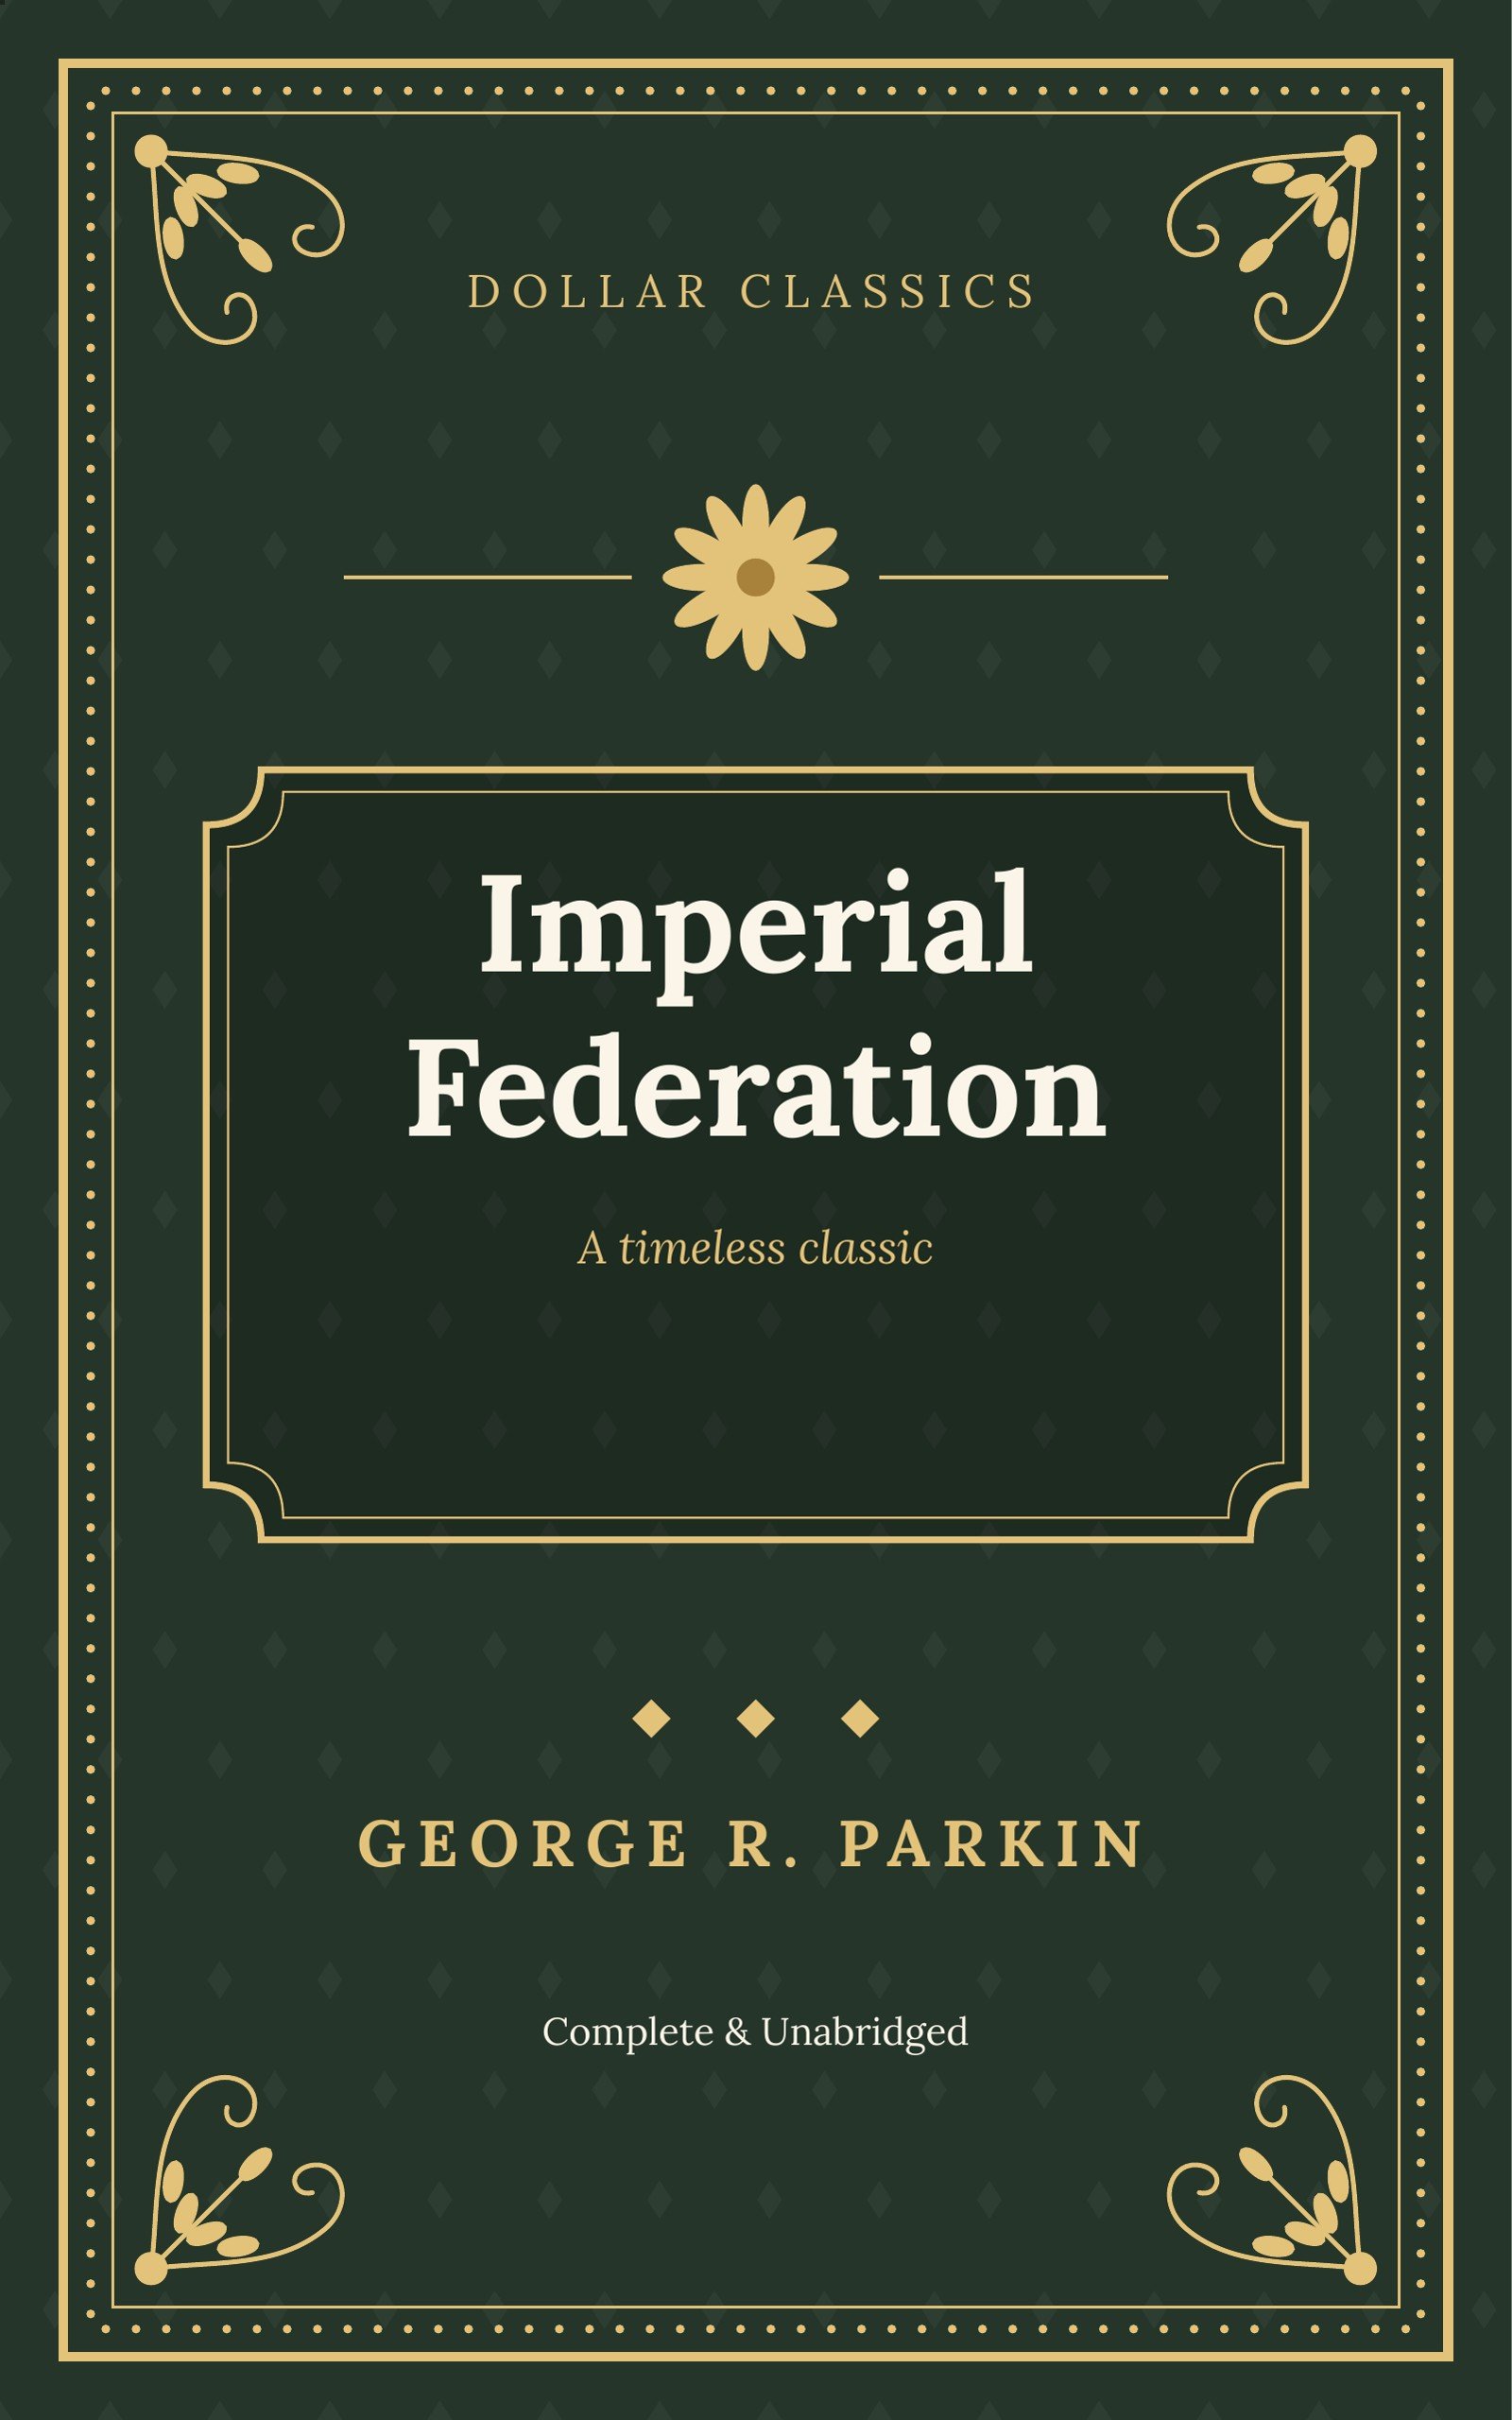 DOLLAR CLASSICS
Imperial
Federation
A timeless classic
GEORGE R. PARKIN
Complete & Unabridged